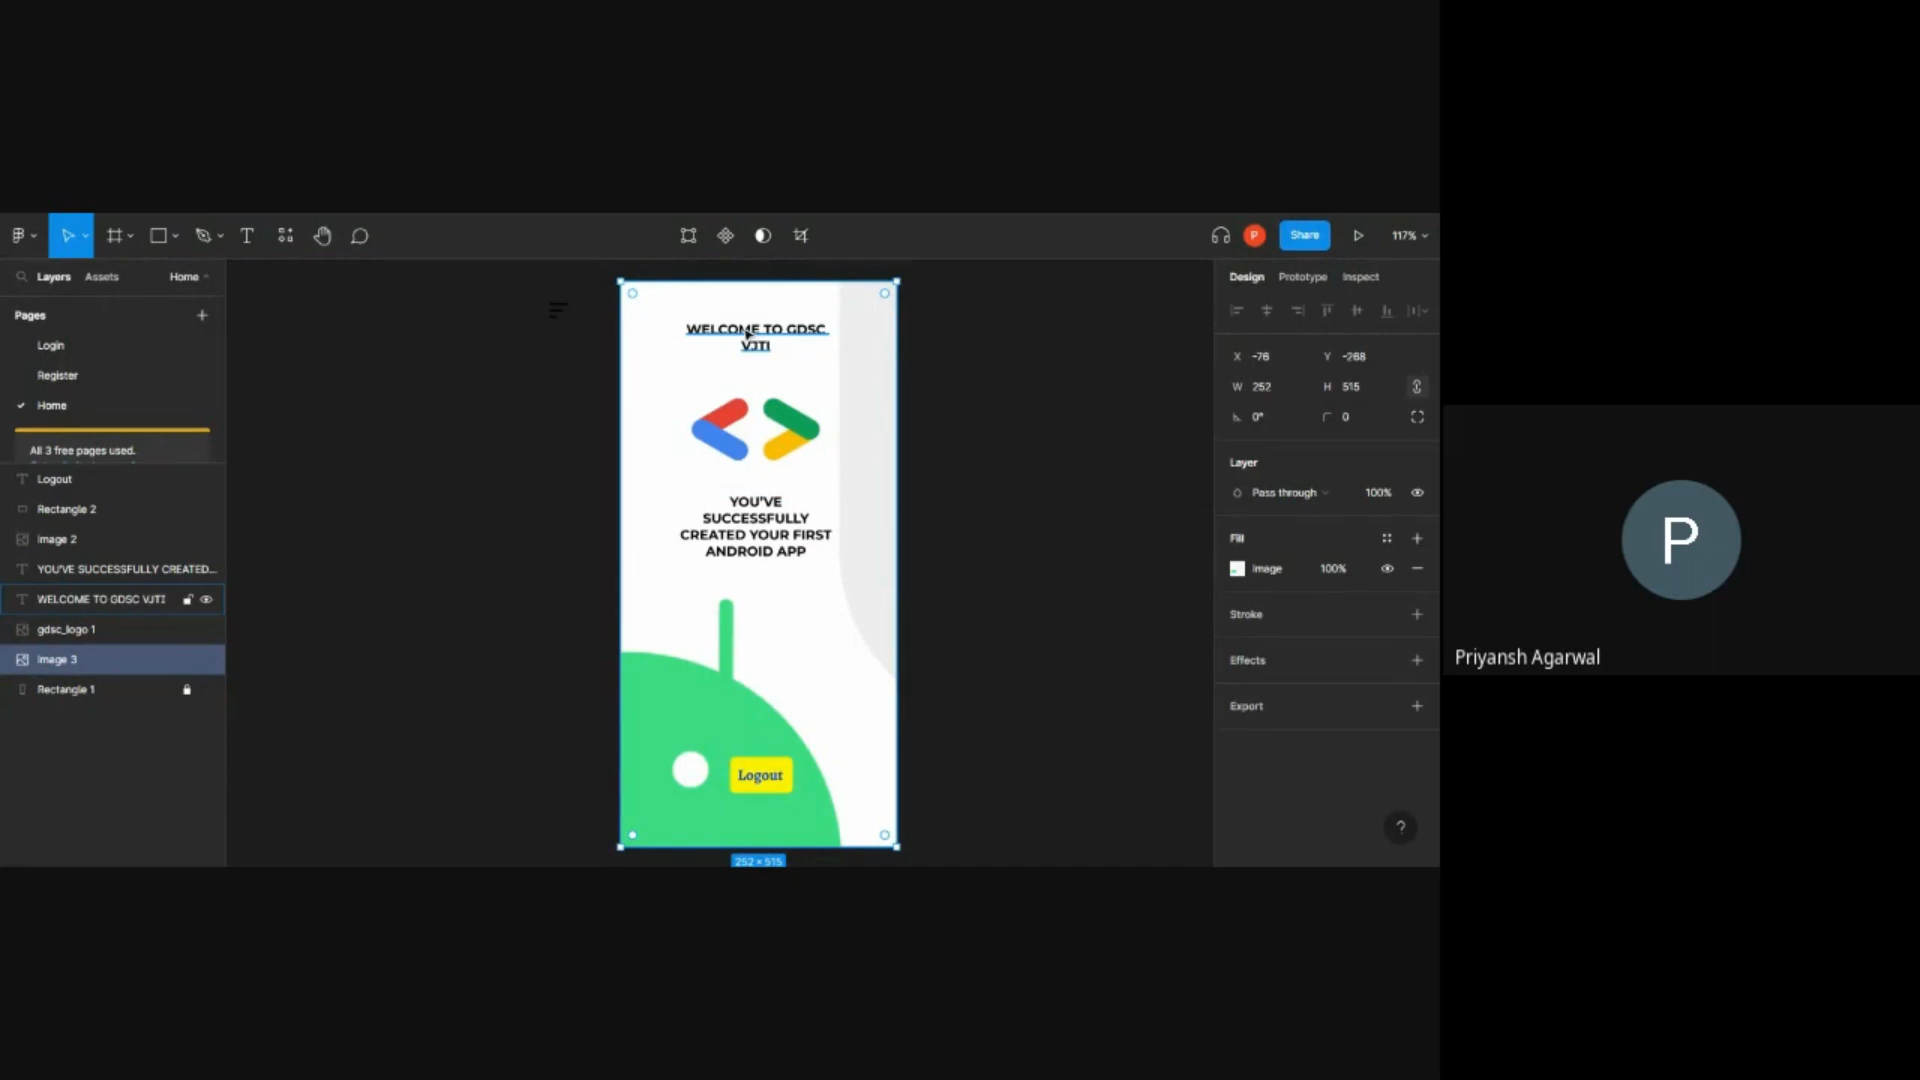 P
Share
117%
Layers
Assets
Home
Pages
Login
Register
Home
All 3 free pages used.
Logout
Rectangle 2
Image 2
YOU'VE SUCCESSFULLY CREATED...
WELCOME TO GDSC VJTI
gdsc_logo 1
Image 3
Rectangle 1
WELCOME TO GDSC
VJTI
YOU'VE
SUCCESSFULLY
CREATED YOUR FIRST
ANDROID APP
Logout
252 × 515
Design
Prototype
Inspect
X -76
Y -268
W 252
H 515
0°
0
Layer
Pass through
100%
Fill
Image
100%
Stroke
Effects
Export
?
P
Priyansh Agarwal